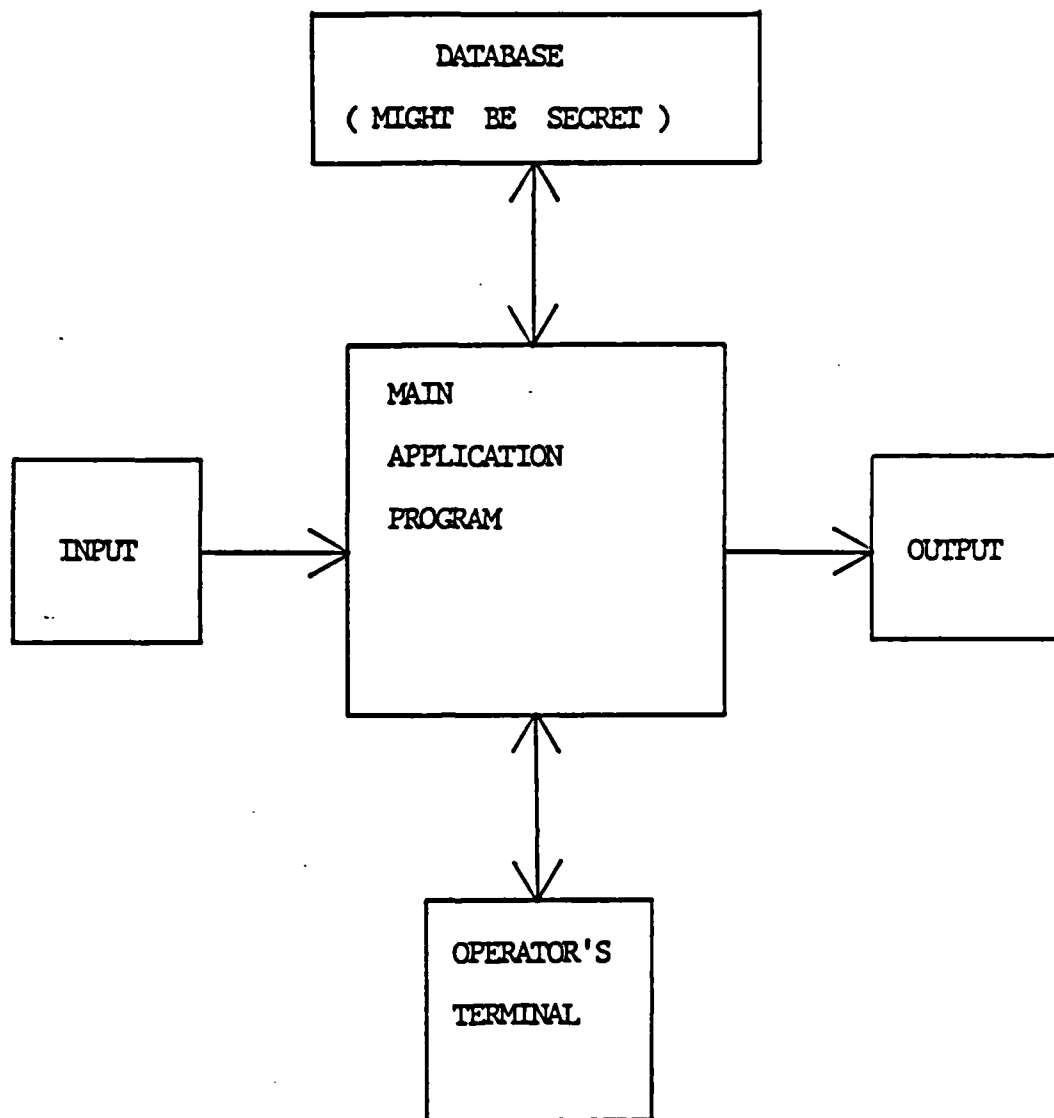 DATABASE
( MIGHT BE SECRET )
MAIN
APPLICATION
PROGRAM
INPUT
OUTPUT
OPERATOR'S
TERMINAL